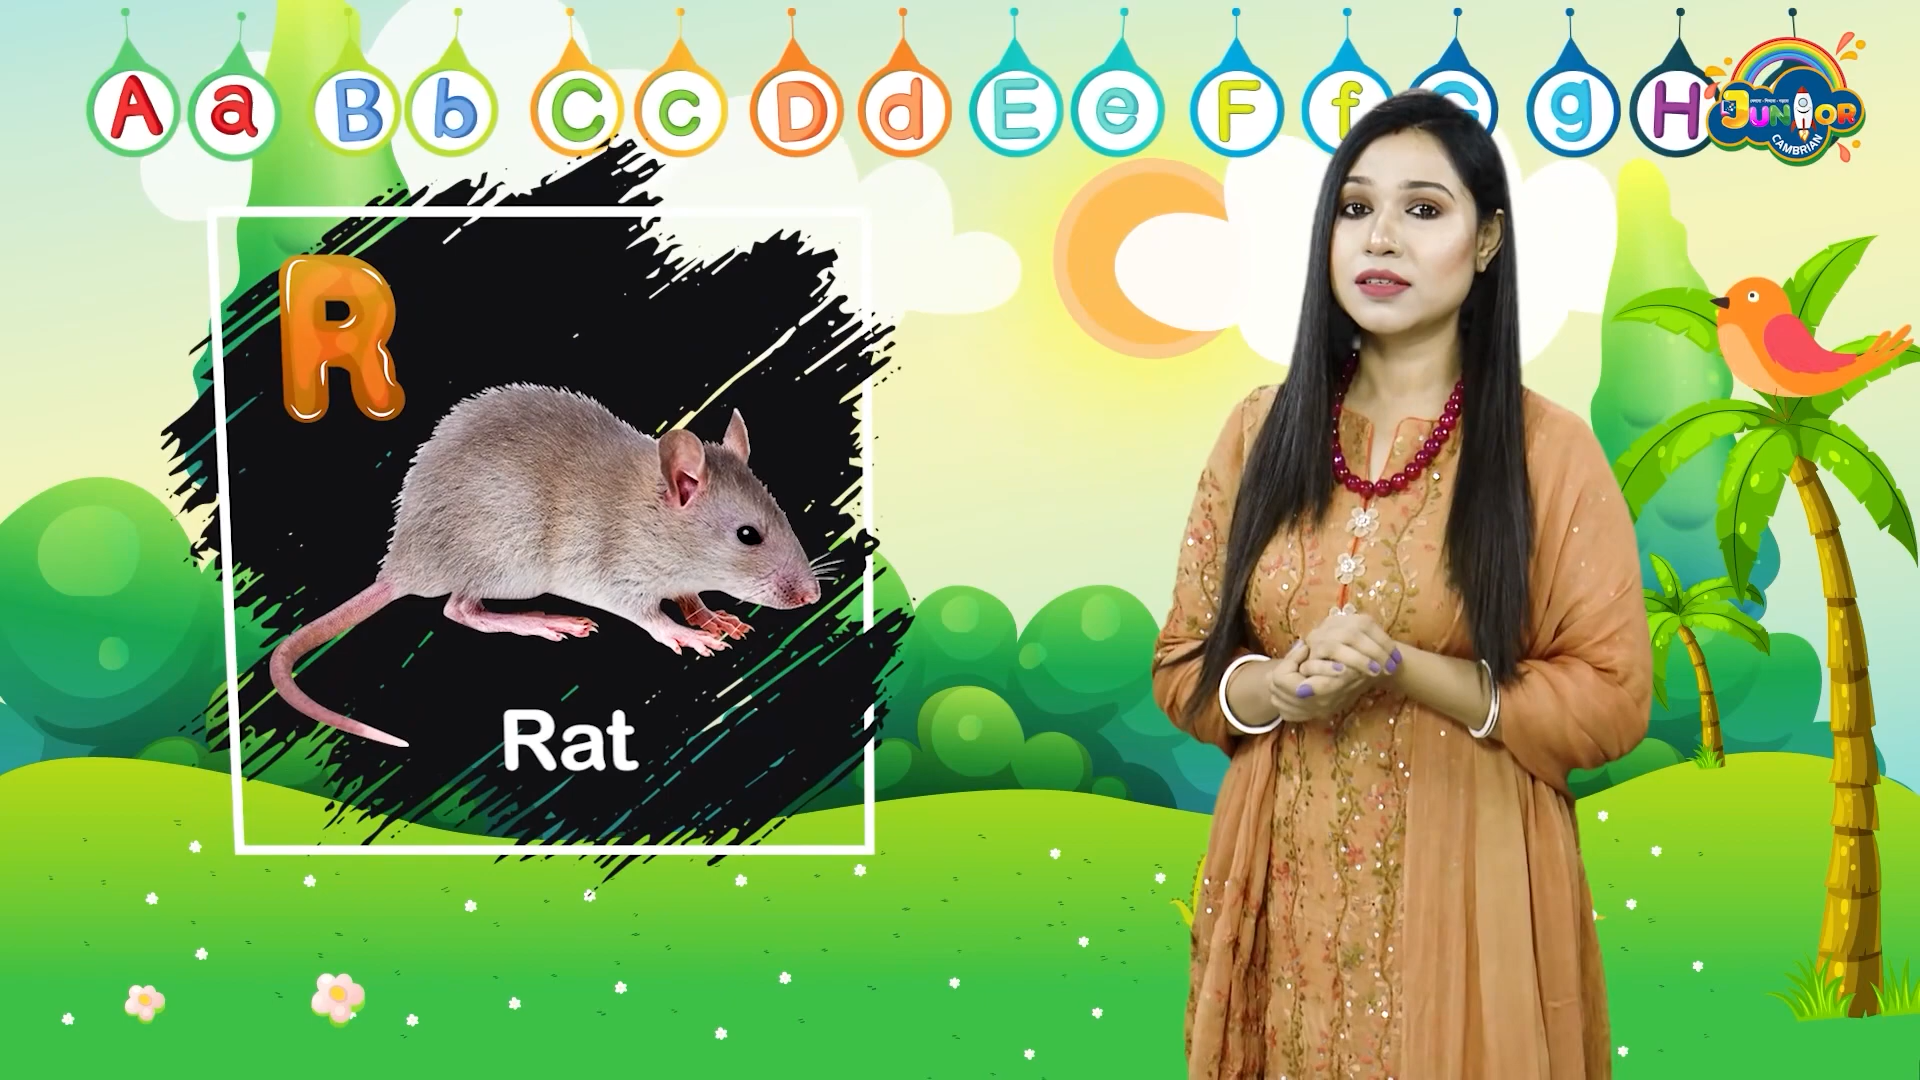 A a B b C c D d E e F f G g H
JUNIOR
CAMBRIAN
R
Rat